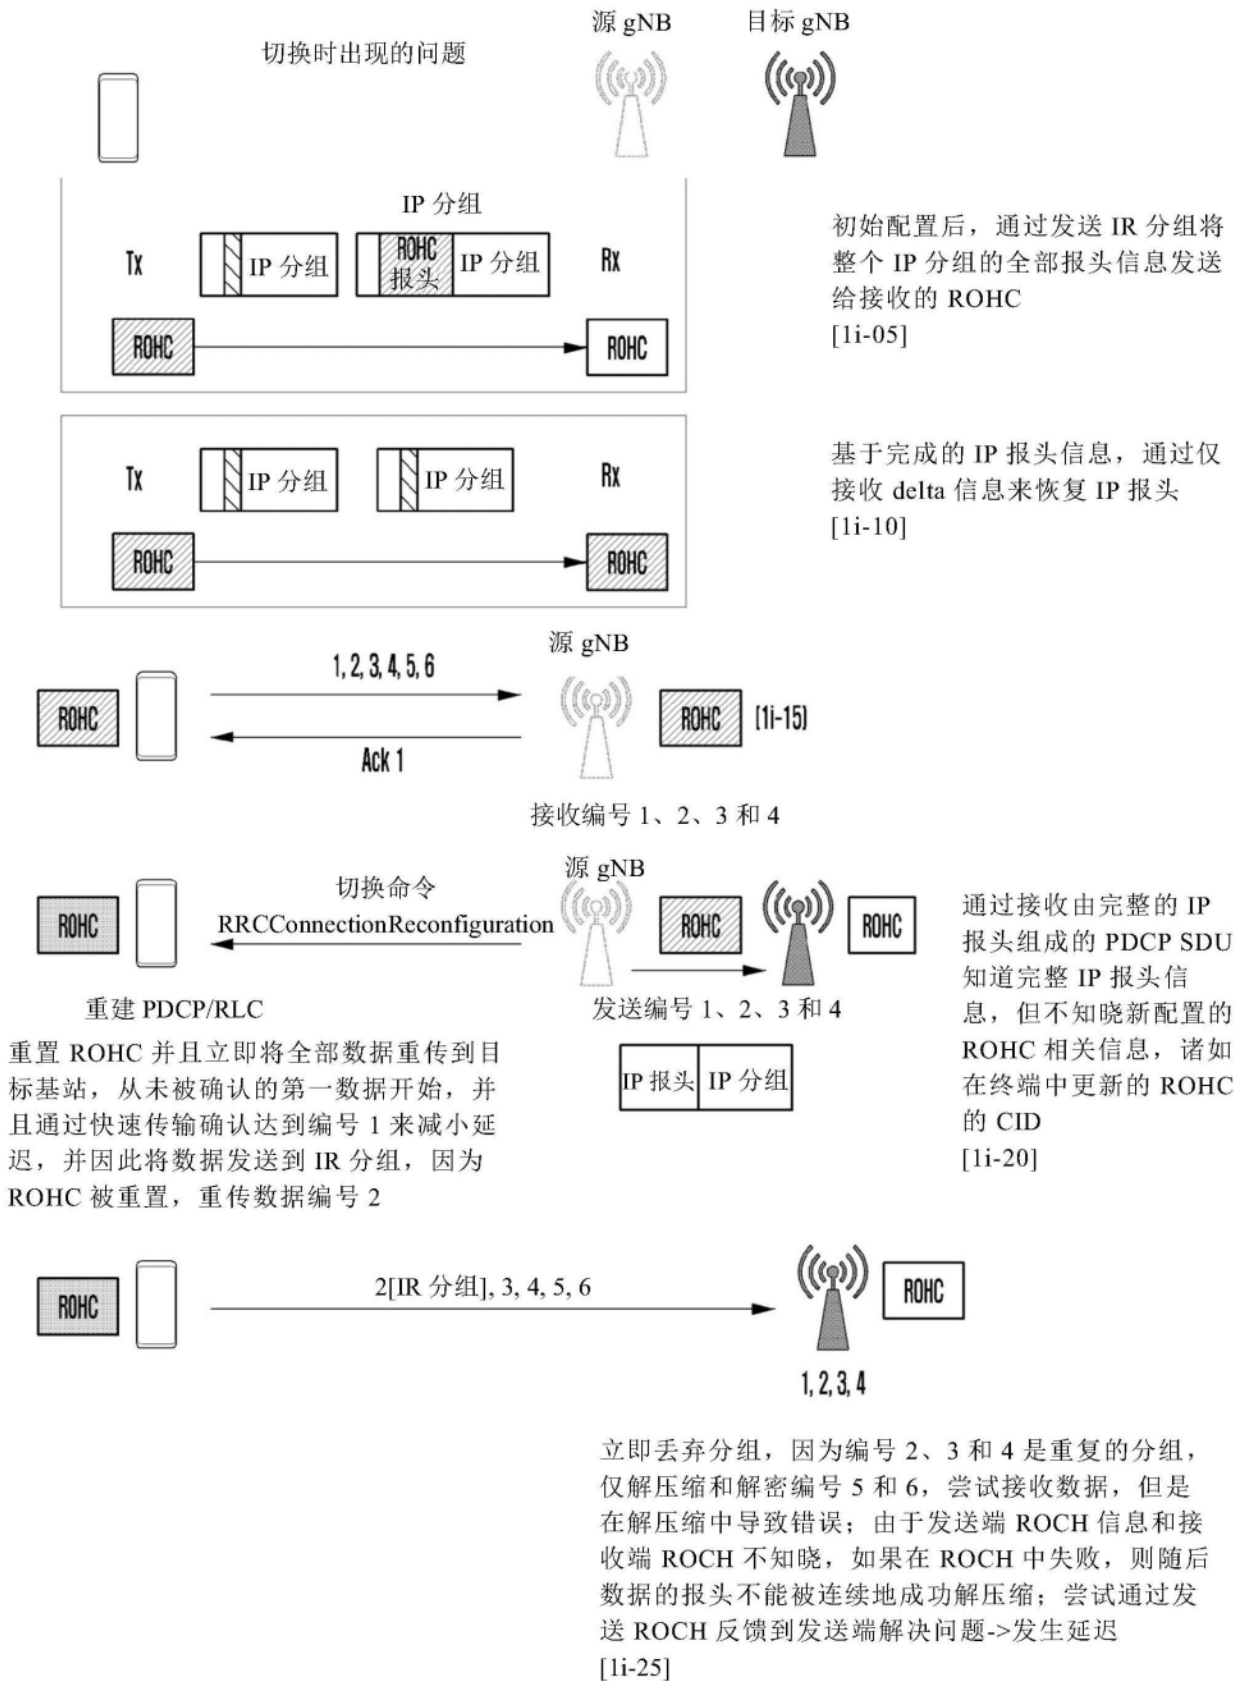 源 gNB
目标 gNB
切换时出现的问题
IP 分组
Tx
IP 分组
ROHC
报头
IP 分组
Rx
ROHC
ROHC
初始配置后，通过发送 IR 分组将
整个 IP 分组的全部报头信息发送
给接收的 ROHC
[1i-05]
Tx
IP 分组
IP 分组
Rx
ROHC
ROHC
基于完成的 IP 报头信息，通过仅
接收 delta 信息来恢复 IP 报头
[1i-10]
源 gNB
1, 2, 3, 4, 5, 6
ROHC
ROHC
[1i-15]
Ack 1
接收编号 1、2、3 和 4
源 gNB
切换命令
RRCConnectionReconfiguration
ROHC
ROHC
ROHC
重建 PDCP/RLC
发送编号 1、2、3 和 4
IP 报头
IP 分组
通过接收由完整的 IP
报头组成的 PDCP SDU
知道完整 IP 报头信
息，但不知晓新配置的
ROHC 相关信息，诸如
在终端中更新的 ROHC
的 CID
[1i-20]
重置 ROHC 并且立即将全部数据重传到目
标基站，从未被确认的第一数据开始，并
且通过快速传输确认达到编号 1 来减小延
迟，并因此将数据发送到 IR 分组，因为
ROHC 被重置，重传数据编号 2
ROHC
2[IR 分组], 3, 4, 5, 6
ROHC
1, 2, 3, 4
立即丢弃分组，因为编号 2、3 和 4 是重复的分组，
仅解压缩和解密编号 5 和 6，尝试接收数据，但是
在解压缩中导致错误；由于发送端 ROCH 信息和接
收端 ROCH 不知晓，如果在 ROCH 中失败，则随后
数据的报头不能被连续地成功解压缩；尝试通过发
送 ROCH 反馈到发送端解决问题->发生延迟
[1i-25]